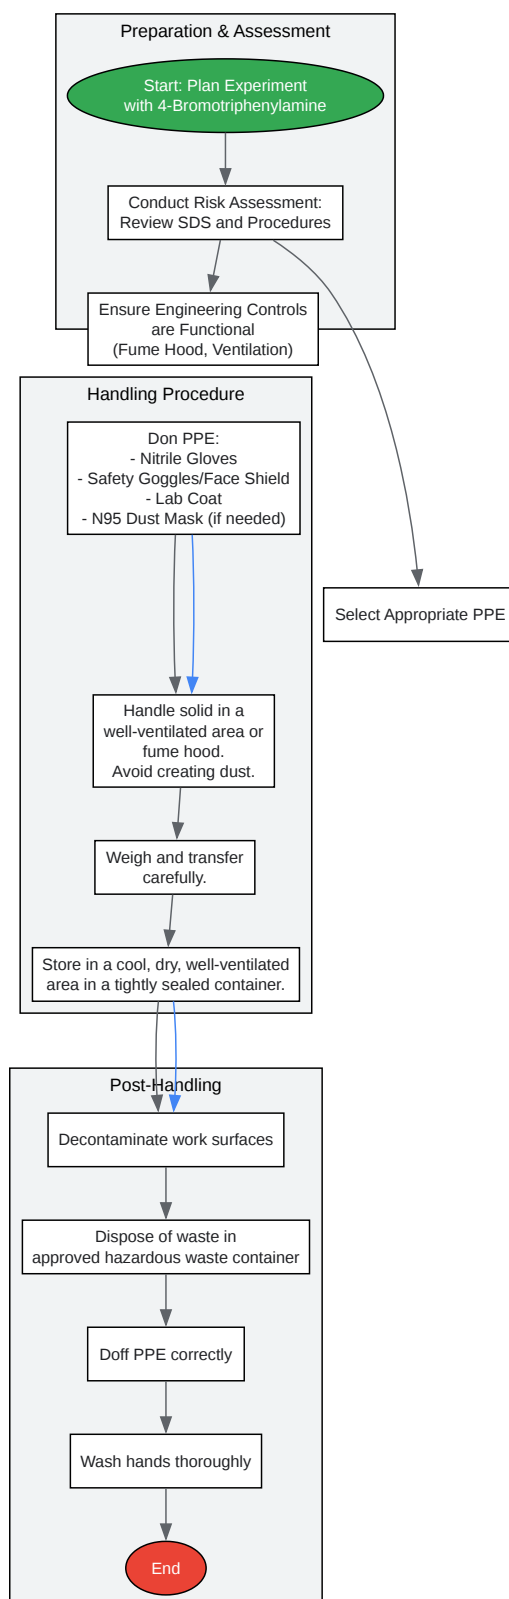 Preparation & Assessment
Start: Plan Experiment
with 4-Bromotriphenylamine
Conduct Risk Assessment:
Review SDS and Procedures
Ensure Engineering Controls
are Functional
(Fume Hood, Ventilation)
Handling Procedure
Don PPE:
- Nitrile Gloves
- Safety Goggles/Face Shield
- Lab Coat
- N95 Dust Mask (if needed)
Select Appropriate PPE
Handle solid in a
well-ventilated area or
fume hood.
Avoid creating dust.
Weigh and transfer
carefully.
Store in a cool, dry, well-ventilated
area in a tightly sealed container.
Post-Handling
Decontaminate work surfaces
Dispose of waste in
approved hazardous waste container
Doff PPE correctly
Wash hands thoroughly
End